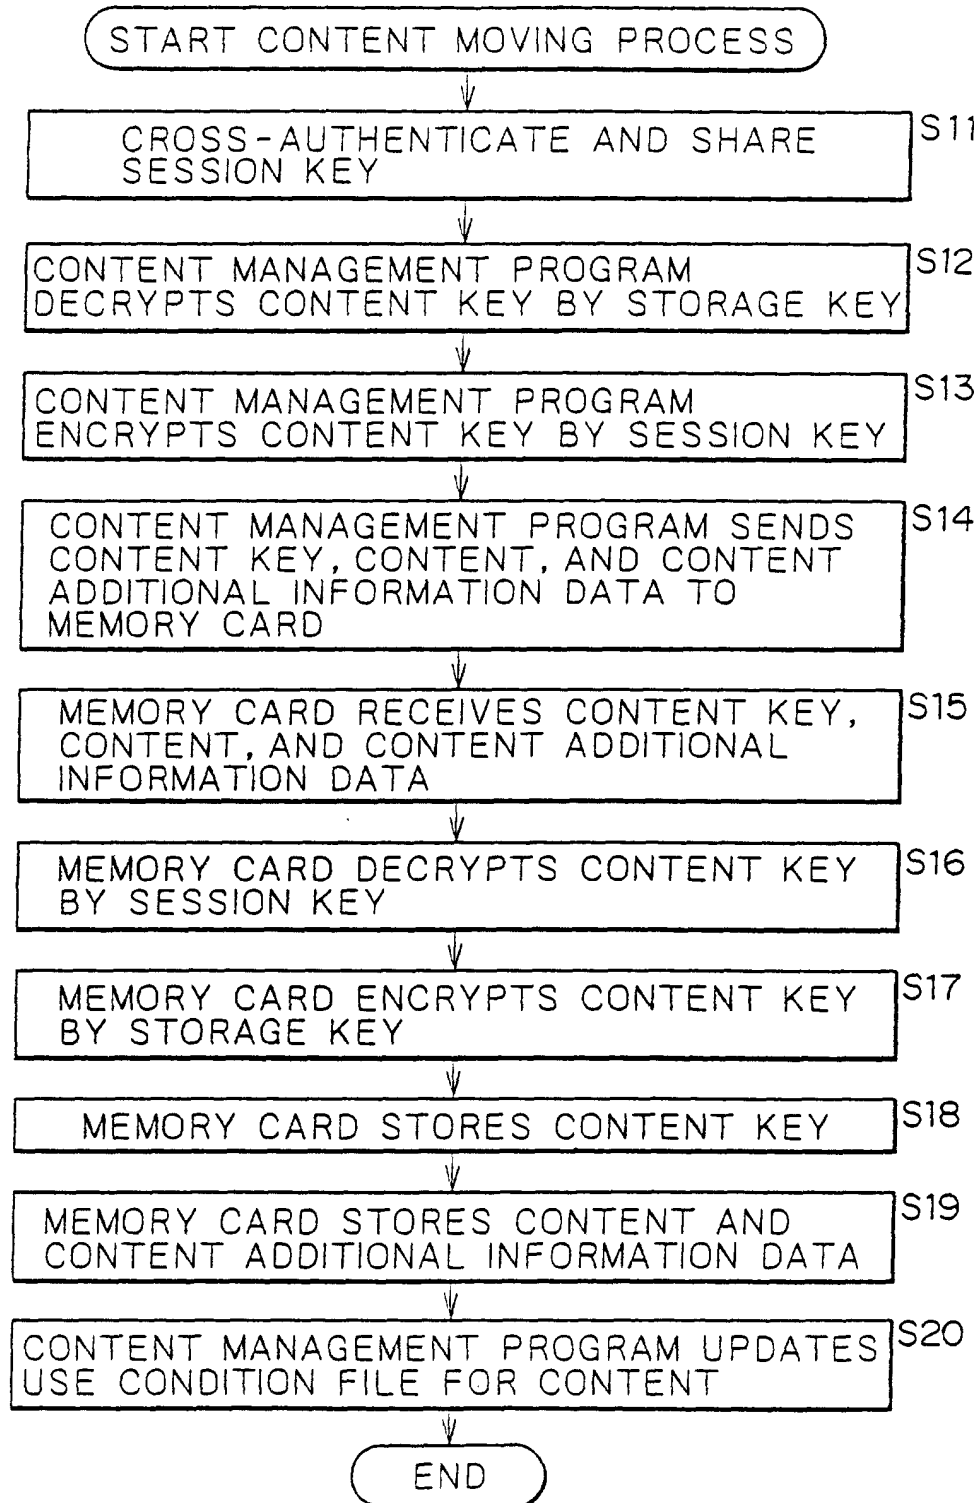 START CONTENT MOVING PROCESS
S11
CROSS-AUTHENTICATE AND SHARE
SESSION KEY
S12
CONTENT MANAGEMENT PROGRAM
DECRYPTS CONTENT KEY BY STORAGE KEY
S13
CONTENT MANAGEMENT PROGRAM
ENCRYPTS CONTENT KEY BY SESSION KEY
S14
CONTENT MANAGEMENT PROGRAM SENDS
CONTENT KEY, CONTENT, AND CONTENT
ADDITIONAL INFORMATION DATA TO
MEMORY CARD
S15
MEMORY CARD RECEIVES CONTENT KEY,
CONTENT, AND CONTENT ADDITIONAL
INFORMATION DATA
S16
MEMORY CARD DECRYPTS CONTENT KEY
BY SESSION KEY
S17
MEMORY CARD ENCRYPTS CONTENT KEY
BY STORAGE KEY
S18
MEMORY CARD STORES CONTENT KEY
S19
MEMORY CARD STORES CONTENT AND
CONTENT ADDITIONAL INFORMATION DATA
S20
CONTENT MANAGEMENT PROGRAM UPDATES
USE CONDITION FILE FOR CONTENT
END